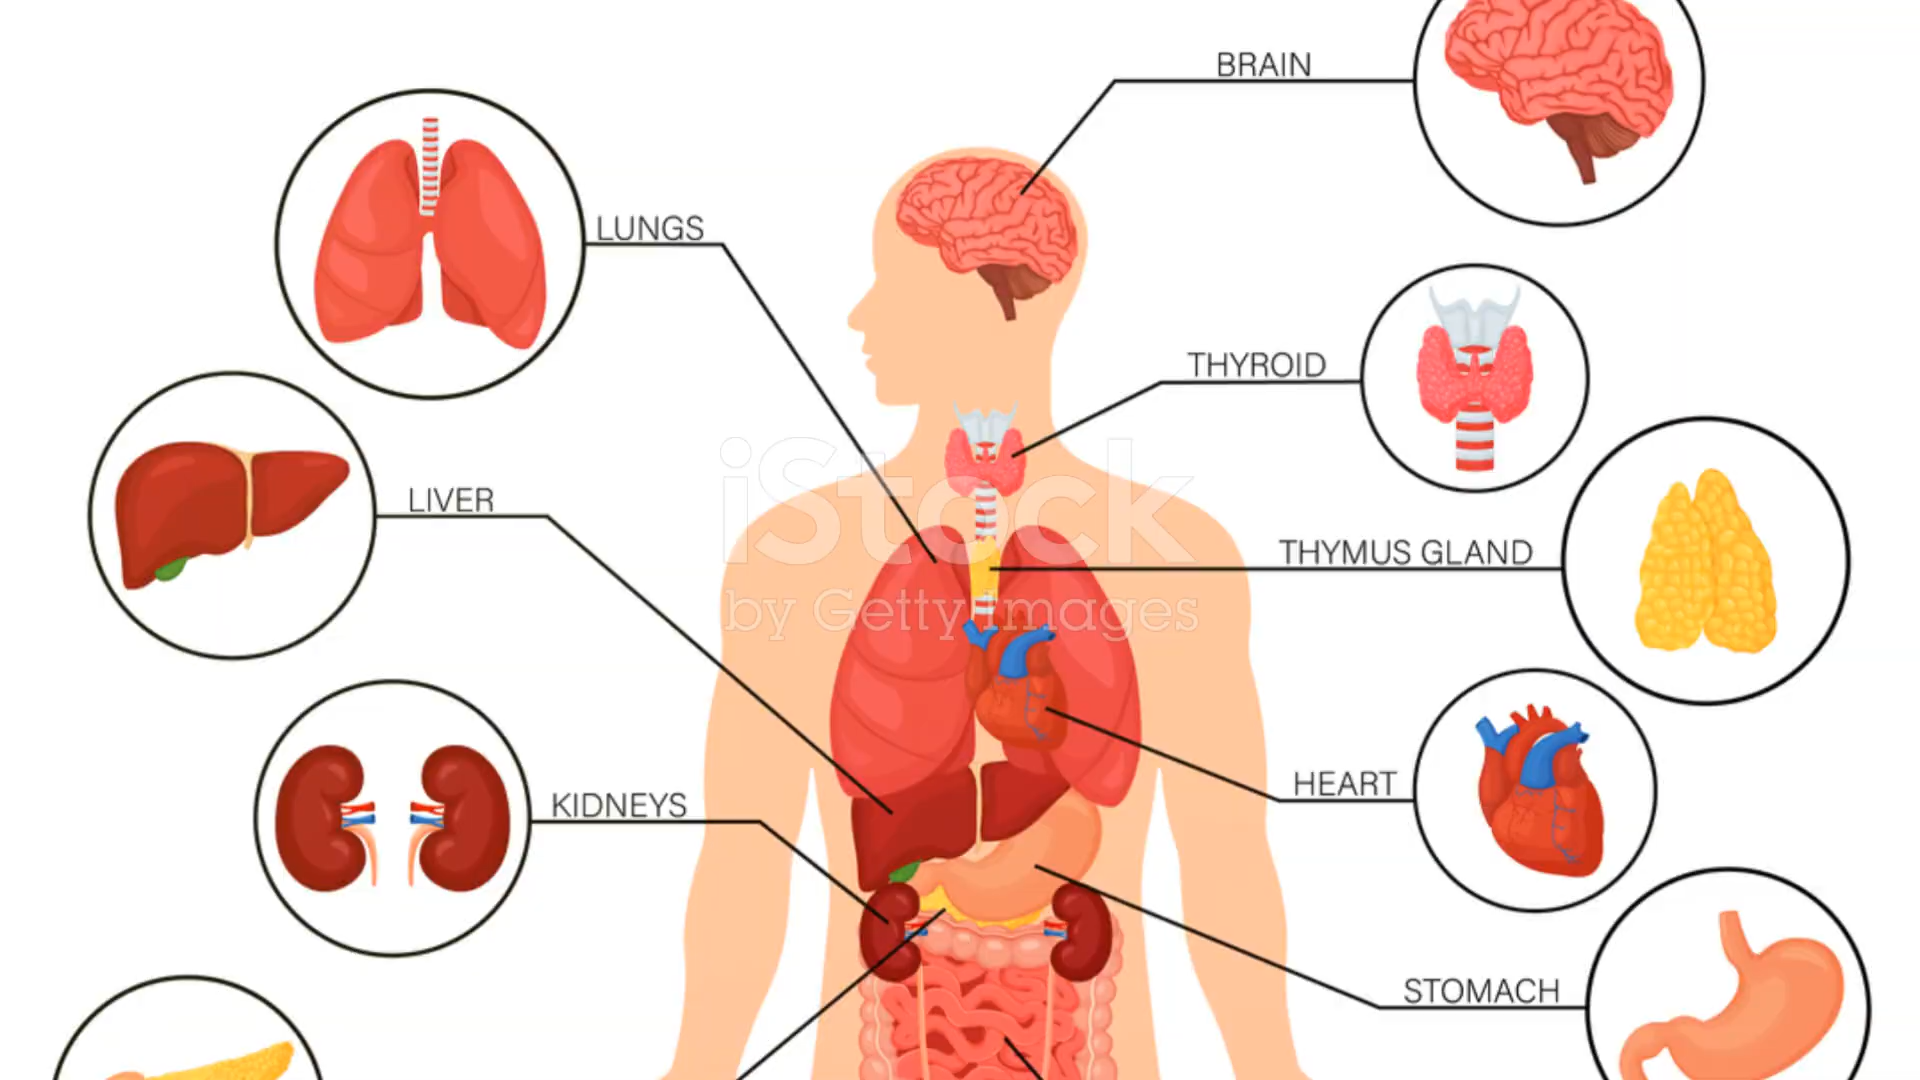 BRAIN
LUNGS
THYROID
LIVER
THYMUS GLAND
iStock
by Getty Images
HEART
KIDNEYS
STOMACH